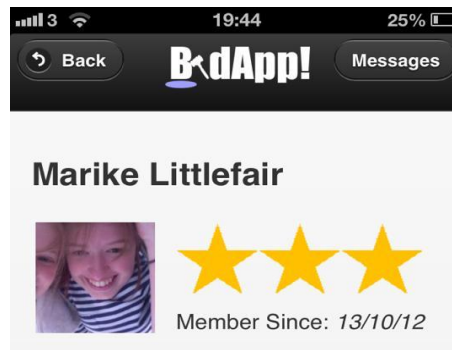 3 19:44 25%
Back BidApp! Messages
Marike Littlefair
Member Since: 13/10/12